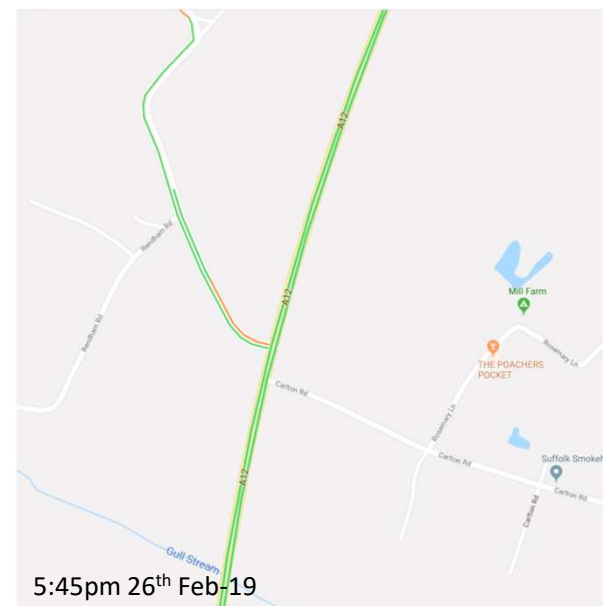 A12
Rendham Rd
Rendham Rd
A12
Mill Farm
THE POACHERS
POCKET
Rosemary Ln
Carlton Rd
Rosemary Ln
Carlton Rd
Suffolk Smokeh
Carlton Rd
Carlton Rd
A12
Gull Stream
5:45pm 26th Feb-19